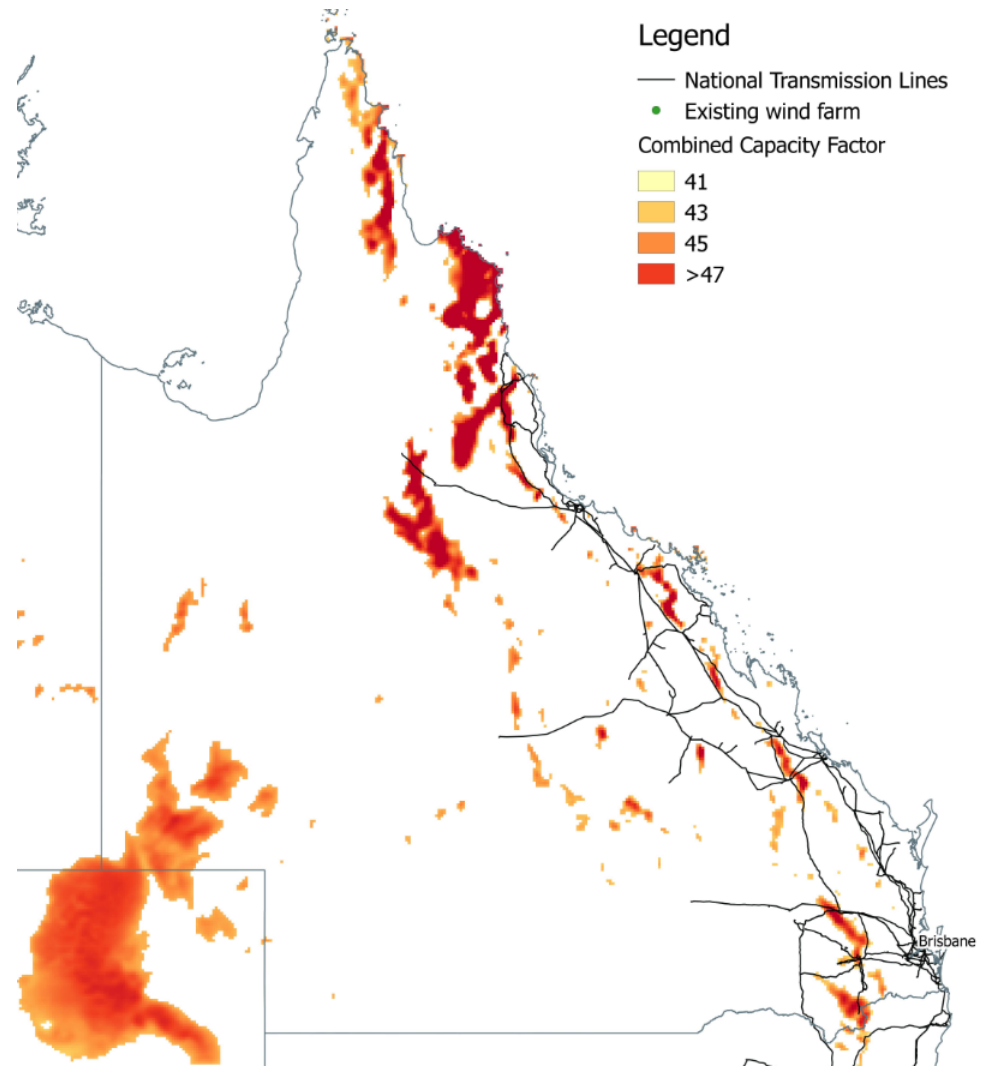 Legend
National Transmission Lines
Existing wind farm
Combined Capacity Factor
41
43
45
>47
Brisbane